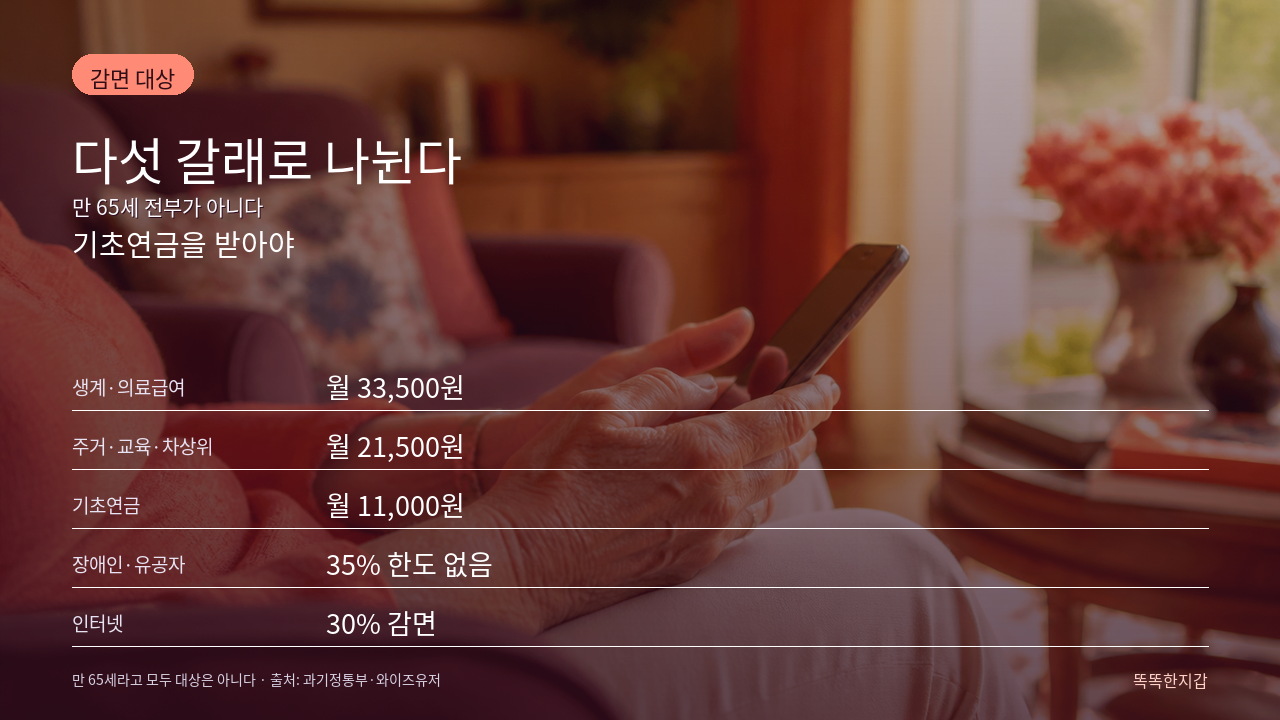 감면 대상
다섯 갈래로 나뉜다
만 65세 전부가 아니다
기초연금을 받아야
생계·의료급여 월 33,500원
주거·교육·차상위 월 21,500원
기초연금 월 11,000원
장애인·유공자 35% 한도 없음
인터넷 30% 감면
만 65세라고 모두 대상은 아니다 · 출처: 과기정통부·와이즈유저
똑똑한지갑